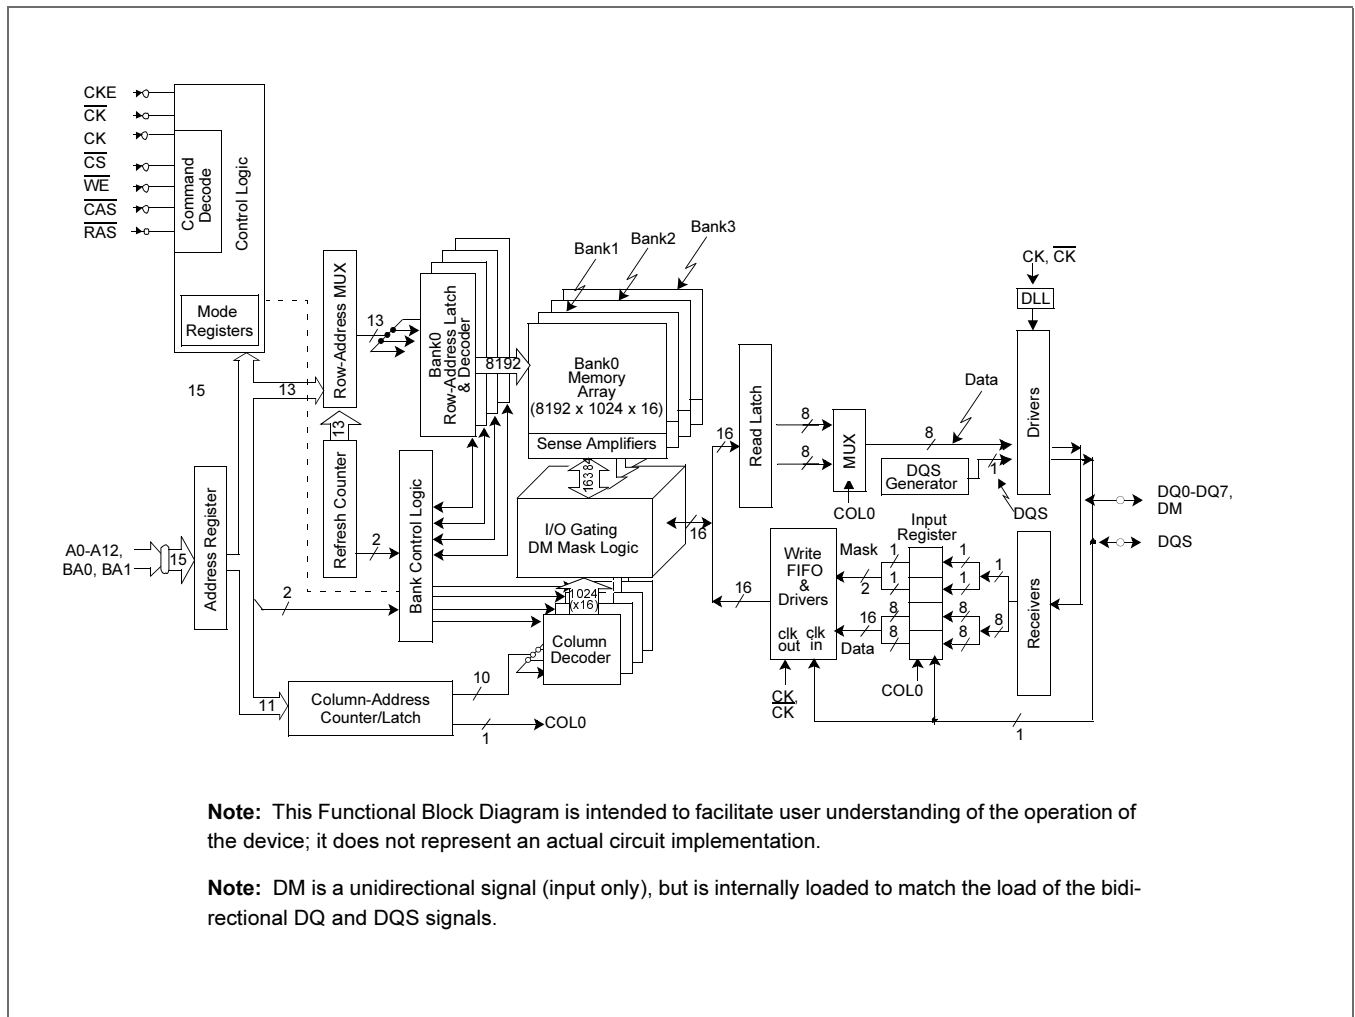 CKE
CK
CK
CS
WE
CAS
RAS
Command
Decode
Control Logic
Mode
Registers
15
13
Row-Address MUX
13
Refresh Counter
13
Bank0
Row-Address Latch
& Decoder
8192
Bank1
Bank2
Bank3
Bank0
Memory
Array
(8192 x 1024 x 16)
Sense Amplifiers
16384
I/O Gating
DM Mask Logic
16
Bank Control Logic
2
2
A0-A12,
BA0, BA1
15
Address Register
1024
(x16)
Column
Decoder
11
Column-Address
Counter/Latch
10
1
COL0
16
Read Latch
8
8
MUX
COL0
8
Data
DQS
Generator
1
DQS
CK, CK
DLL
Drivers
DQ0-DQ7,
DM
DQS
Input
Register
Write
FIFO
&
Drivers
clk
out
clk
in
16
Mask
2
16
Data
1
1
8
8
1
1
8
8
1
8
Receivers
COL0
CK,
CK
1
Note: This Functional Block Diagram is intended to facilitate user understanding of the operation of
the device; it does not represent an actual circuit implementation.
Note: DM is a unidirectional signal (input only), but is internally loaded to match the load of the bidi-
rectional DQ and DQS signals.